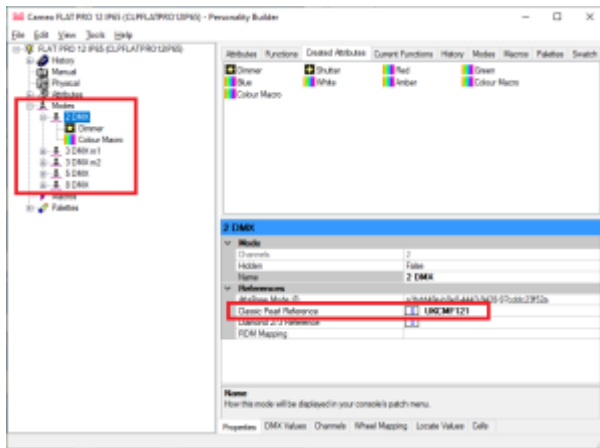 Cameo FLAT PRO 12 IP65 (CLPFLATPRO12IP65) - Personality Builder
File Edit View Tools Help
FLAT PRO 12 IP65 (CLPFLATPRO12IP65)
History
Manual
Physical
Attributes
Modes
2 DMX
Dimmer
Colour Macro
3 DMX m1
3 DMX m2
5 DMX
8 DMX
Macros
Palettes
Attributes Functions Created Attributes Current Functions History Modes Macros Palettes Swatch
Dimmer Shutter Red Green
Blue White Amber Colour Macro
Colour Macro
2 DMX
Mode
Channels 2
Hidden False
Name 2 DMX
References
Classic Pearl Reference UKCMF121
Diamond 2/3 Reference
RDM Mapping
Name
How this mode will be displayed in your console's patch menu.
Properties DMX Values Channels Wheel Mapping Locate Values Cells